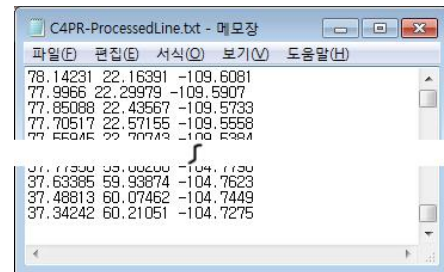 C4PR-ProcessedLine.txt - 메모장
파일(F) 편집(E) 서식(O) 보기(V) 도움말(H)
78.14231 22.16391 -109.6081
77.9966 22.29979 -109.5907
77.85088 22.43567 -109.5733
77.70517 22.57155 -109.5558
37.63385 59.93874 -104.7623
37.48813 60.07462 -104.7449
37.34242 60.21051 -104.7275